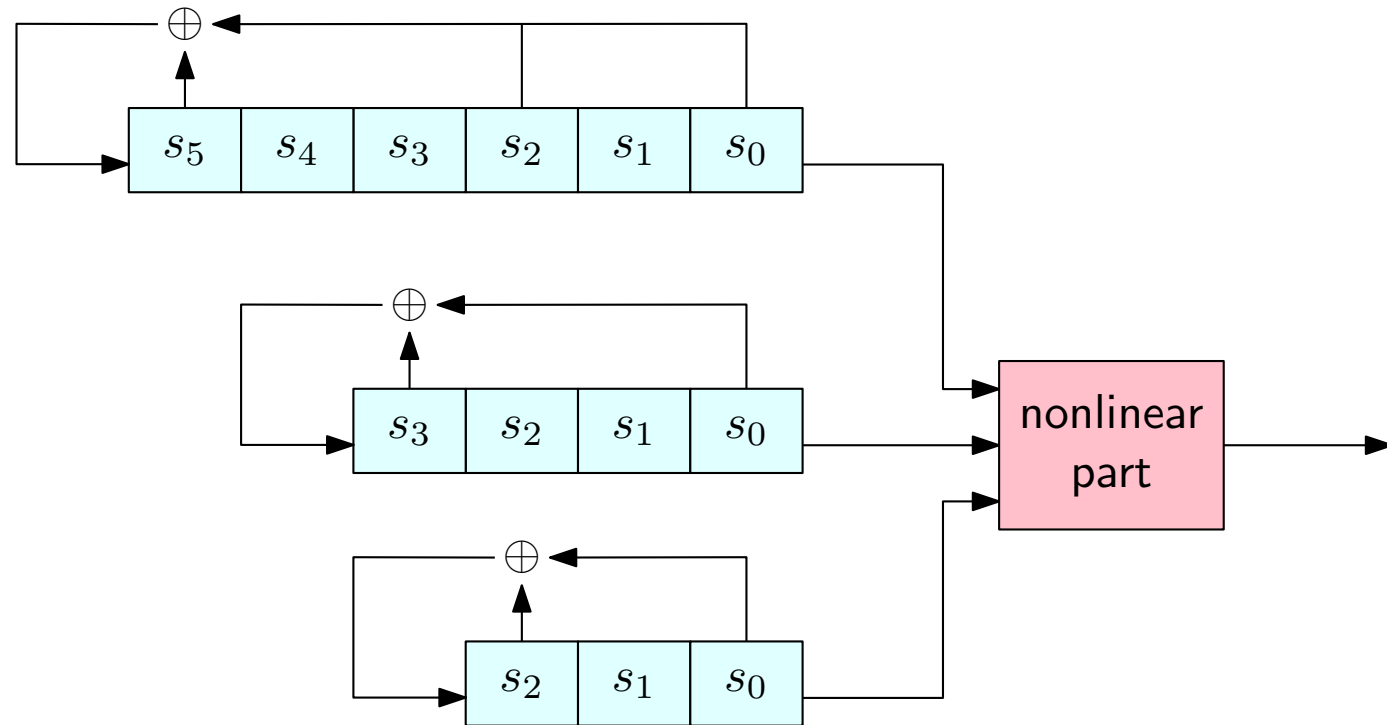 ⊕
s₅ s₄ s₃ s₂ s₁ s₀
⊕
s₃ s₂ s₁ s₀
nonlinear
part
⊕
s₂ s₁ s₀